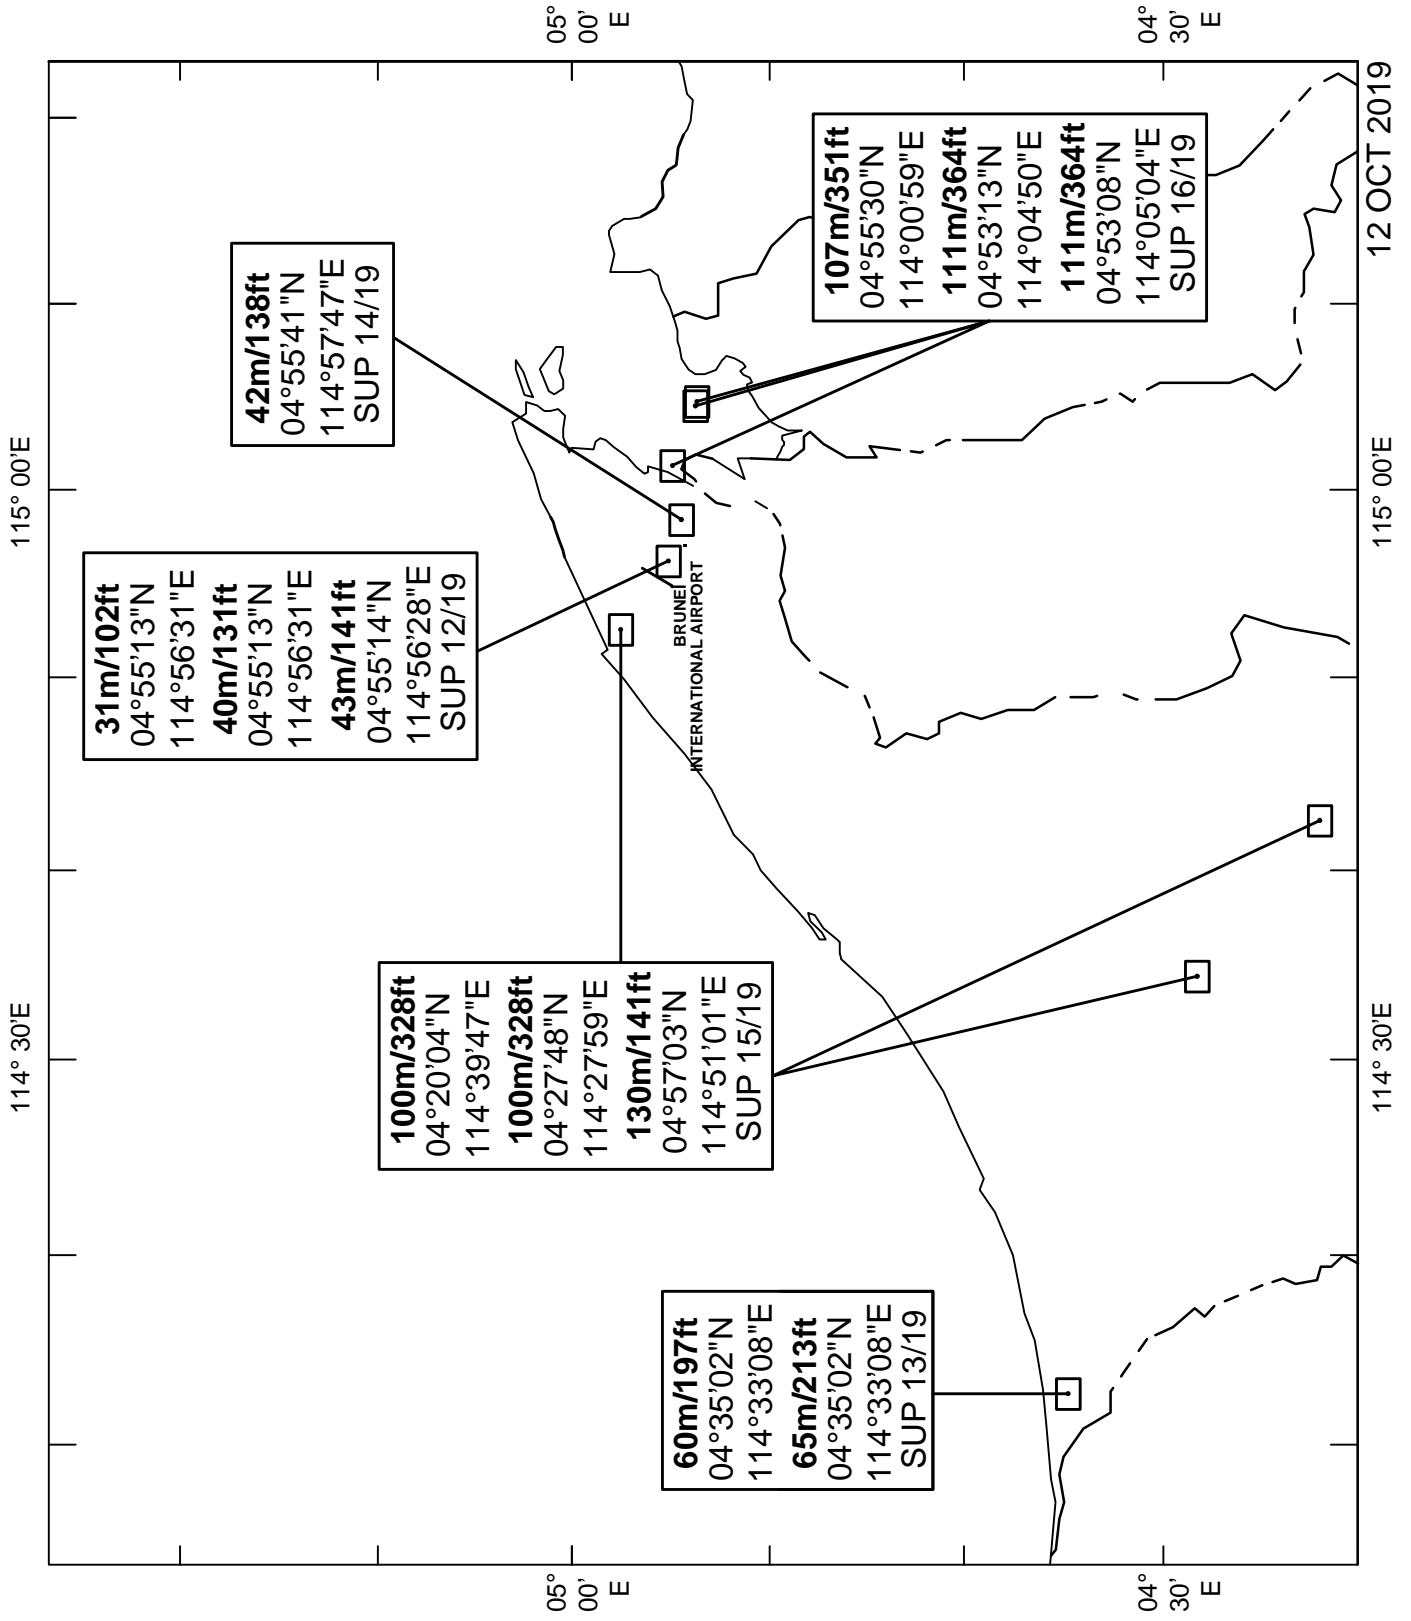 114° 30'E
115° 00'E
31m/102ft
04°55'13"N
114°56'31"E
40m/131ft
04°55'13"N
114°56'31"E
43m/141ft
04°55'14"N
114°56'28"E
SUP 12/19
42m/138ft
04°55'41"N
114°57'47"E
SUP 14/19
100m/328ft
04°20'04"N
114°39'47"E
100m/328ft
04°27'48"N
114°27'59"E
130m/141ft
04°57'03"N
114°51'01"E
SUP 15/19
05°
00'
E
05°
00'
E
BRUNEI
INTERNATIONAL AIRPORT
60m/197ft
04°35'02"N
114°33'08"E
65m/213ft
04°35'02"N
114°33'08"E
SUP 13/19
107m/351ft
04°55'30"N
114°00'59"E
111m/364ft
04°53'13"N
114°04'50"E
111m/364ft
04°53'08"N
114°05'04"E
SUP 16/19
04°
30'
E
04°
30'
E
114° 30'E
115° 00'E
12 OCT 2019